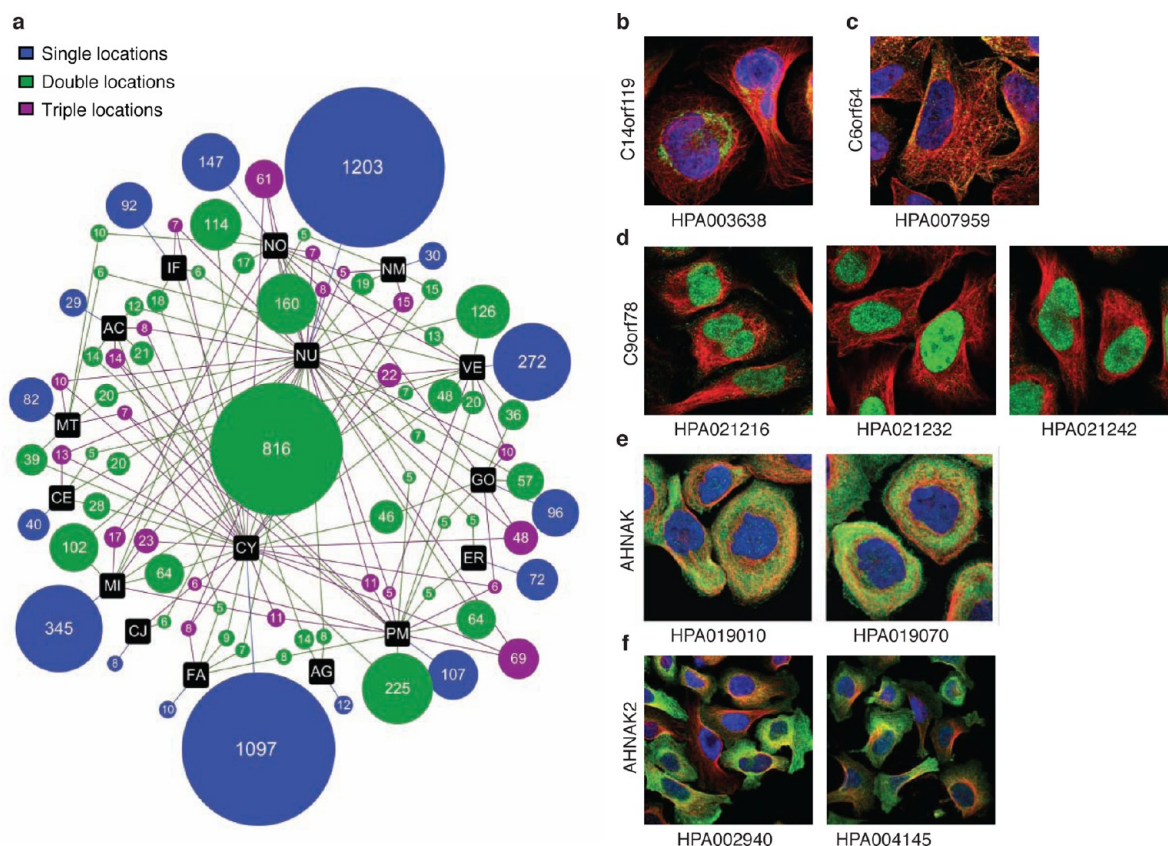 a
Single locations
Double locations
Triple locations
1203
147
61
92
114
7
5
10
NO
7
30
IF
6
17
5
NM
6
8
19
15
29
12
18
160
15
126
AC
8
13
NU
14
14
21
22
VE
272
10
20
7
48
20
82
MT
7
36
816
7
39
13
5
20
10
5
GO
57
CE
28
46
96
40
5
5
48
102
17
23
CY
ER
MI
64
72
6
11
5
6
345
5
11
64
CJ
6
8
PM
9
14
8
8
7
69
FA
8
AG
107
225
10
12
1097
b
C14orf119
HPA003638
c
C6orf64
HPA007959
d
C9orf78
HPA021216
HPA021232
HPA021242
e
AHNAK
HPA019010
HPA019070
f
AHNAK2
HPA002940
HPA004145